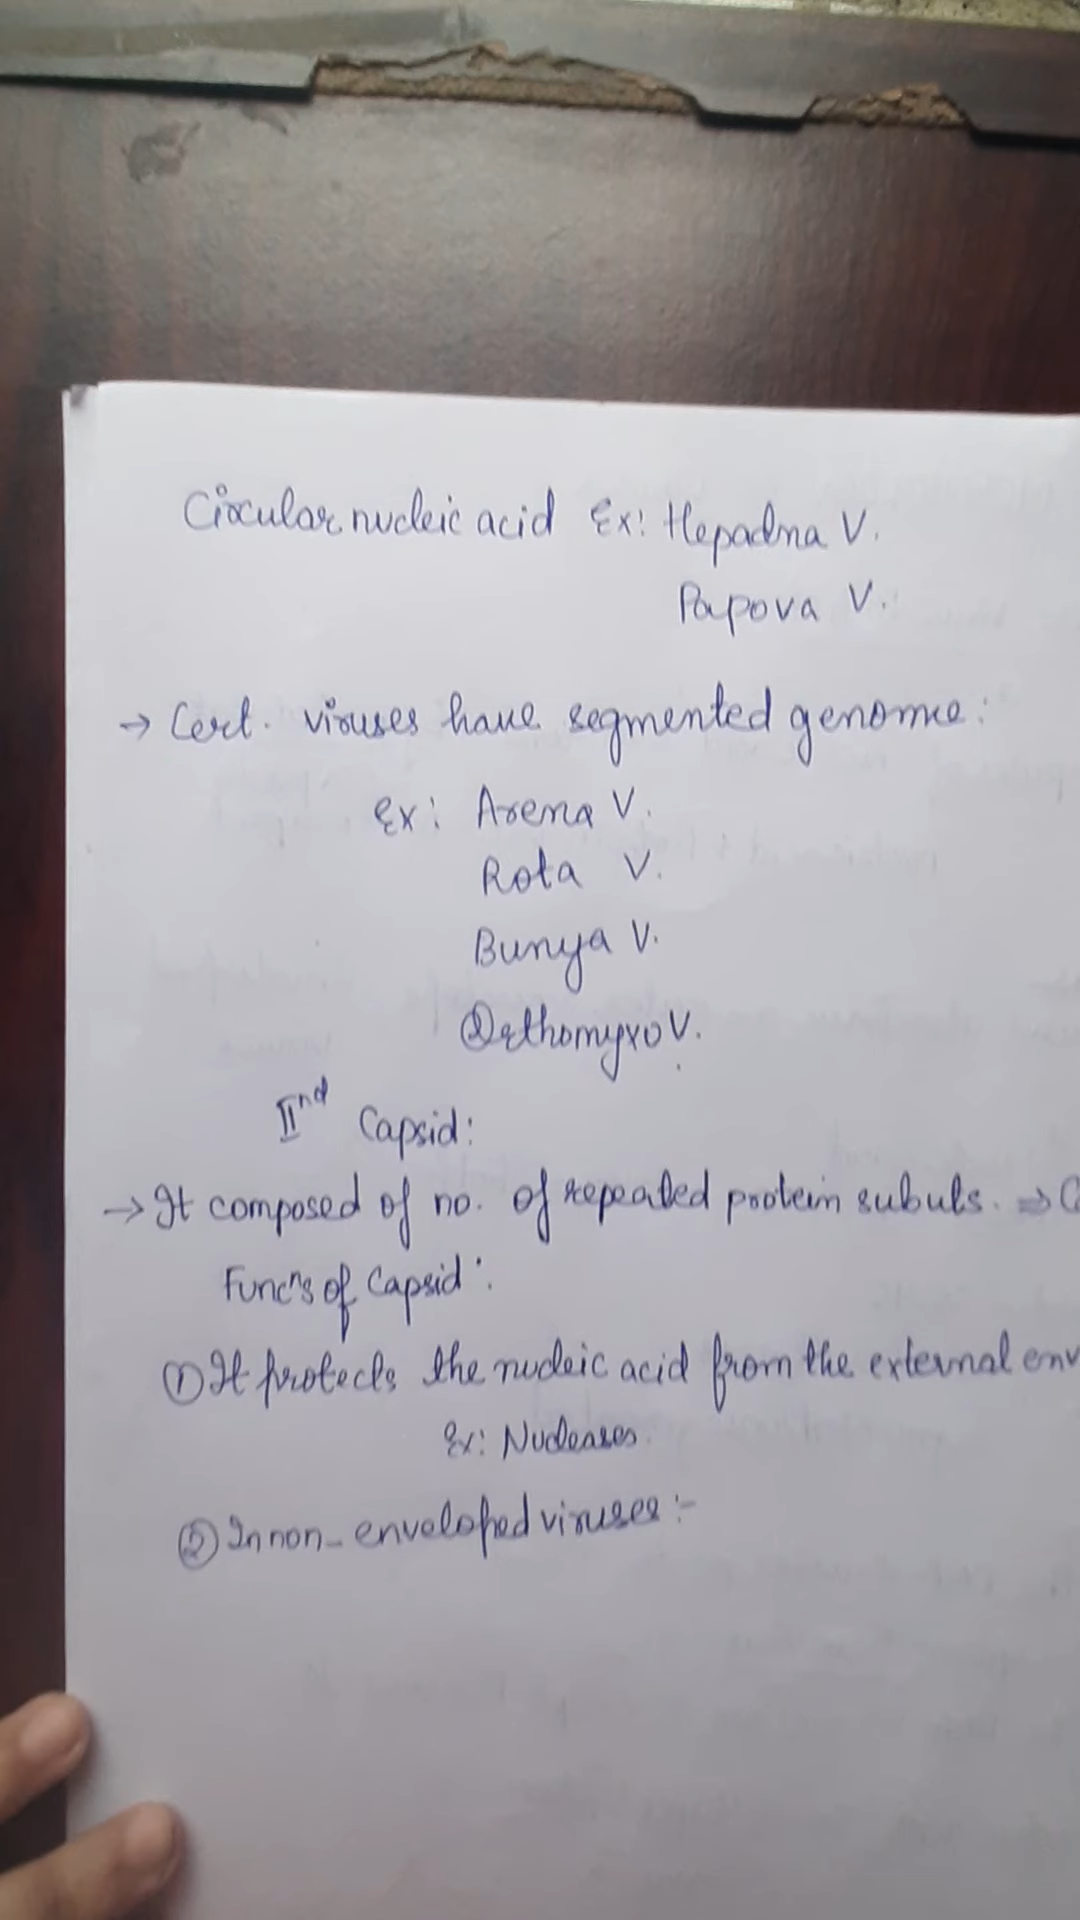 Circular nucleic acid Ex: Hepadna V.
Papova V.
→ Cert. viruses have segmented genome:
Ex: Arena V.
Rota V.
Bunya V.
Orthomyxo V.
IInd Capsid:
→ It composed of no. of repeated protein subuts. ⇒ C
Funcns of Capsid:
① It protects the nucleic acid from the external env
Ex: Nucleases.
② In non-enveloped viruses:-